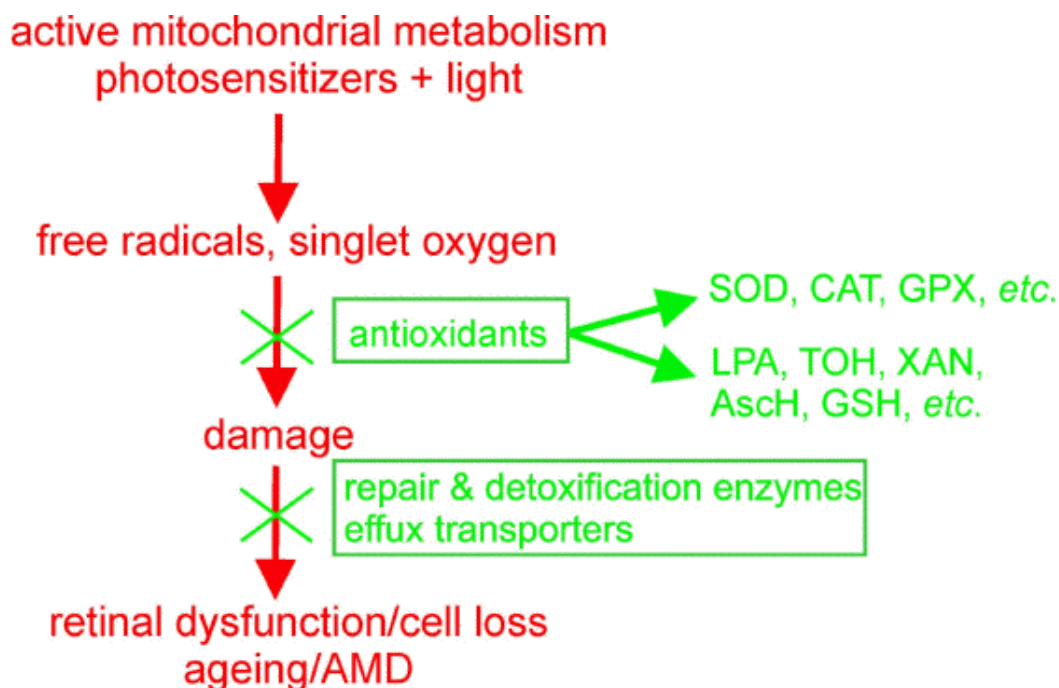 active mitochondrial metabolism
photosensitizers + light
free radicals, singlet oxygen
antioxidants
SOD, CAT, GPX, etc.
LPA, TOH, XAN,
AscH, GSH, etc.
damage
repair & detoxification enzymes
effux transporters
retinal dysfunction/cell loss
ageing/AMD